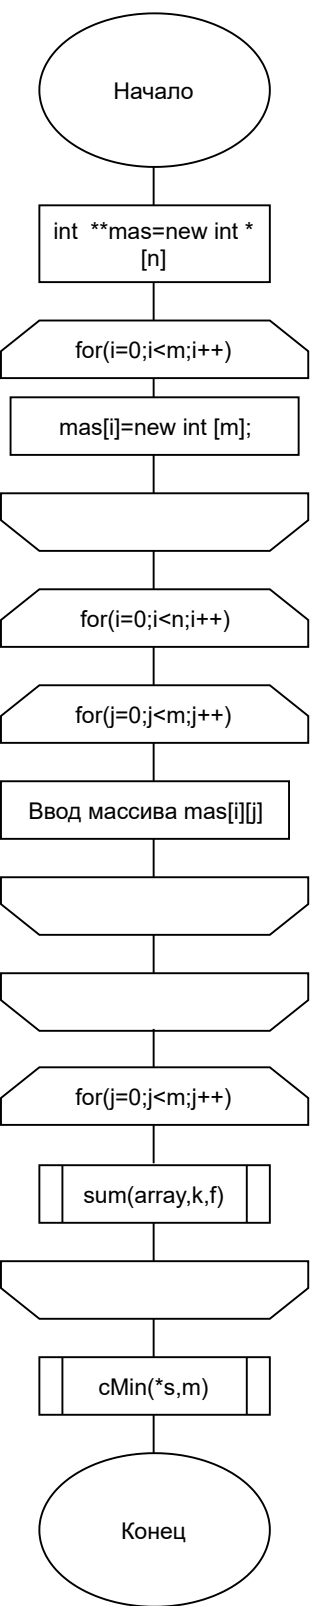 Начало
int  **mas=new int *
[n]
for(i=0;i<m;i++)
mas[i]=new int [m];
for(i=0;i<n;i++)
for(j=0;j<m;j++)
Ввод массива mas[i][j]
for(j=0;j<m;j++)
sum(array,k,f)
cMin(*s,m)
Конец